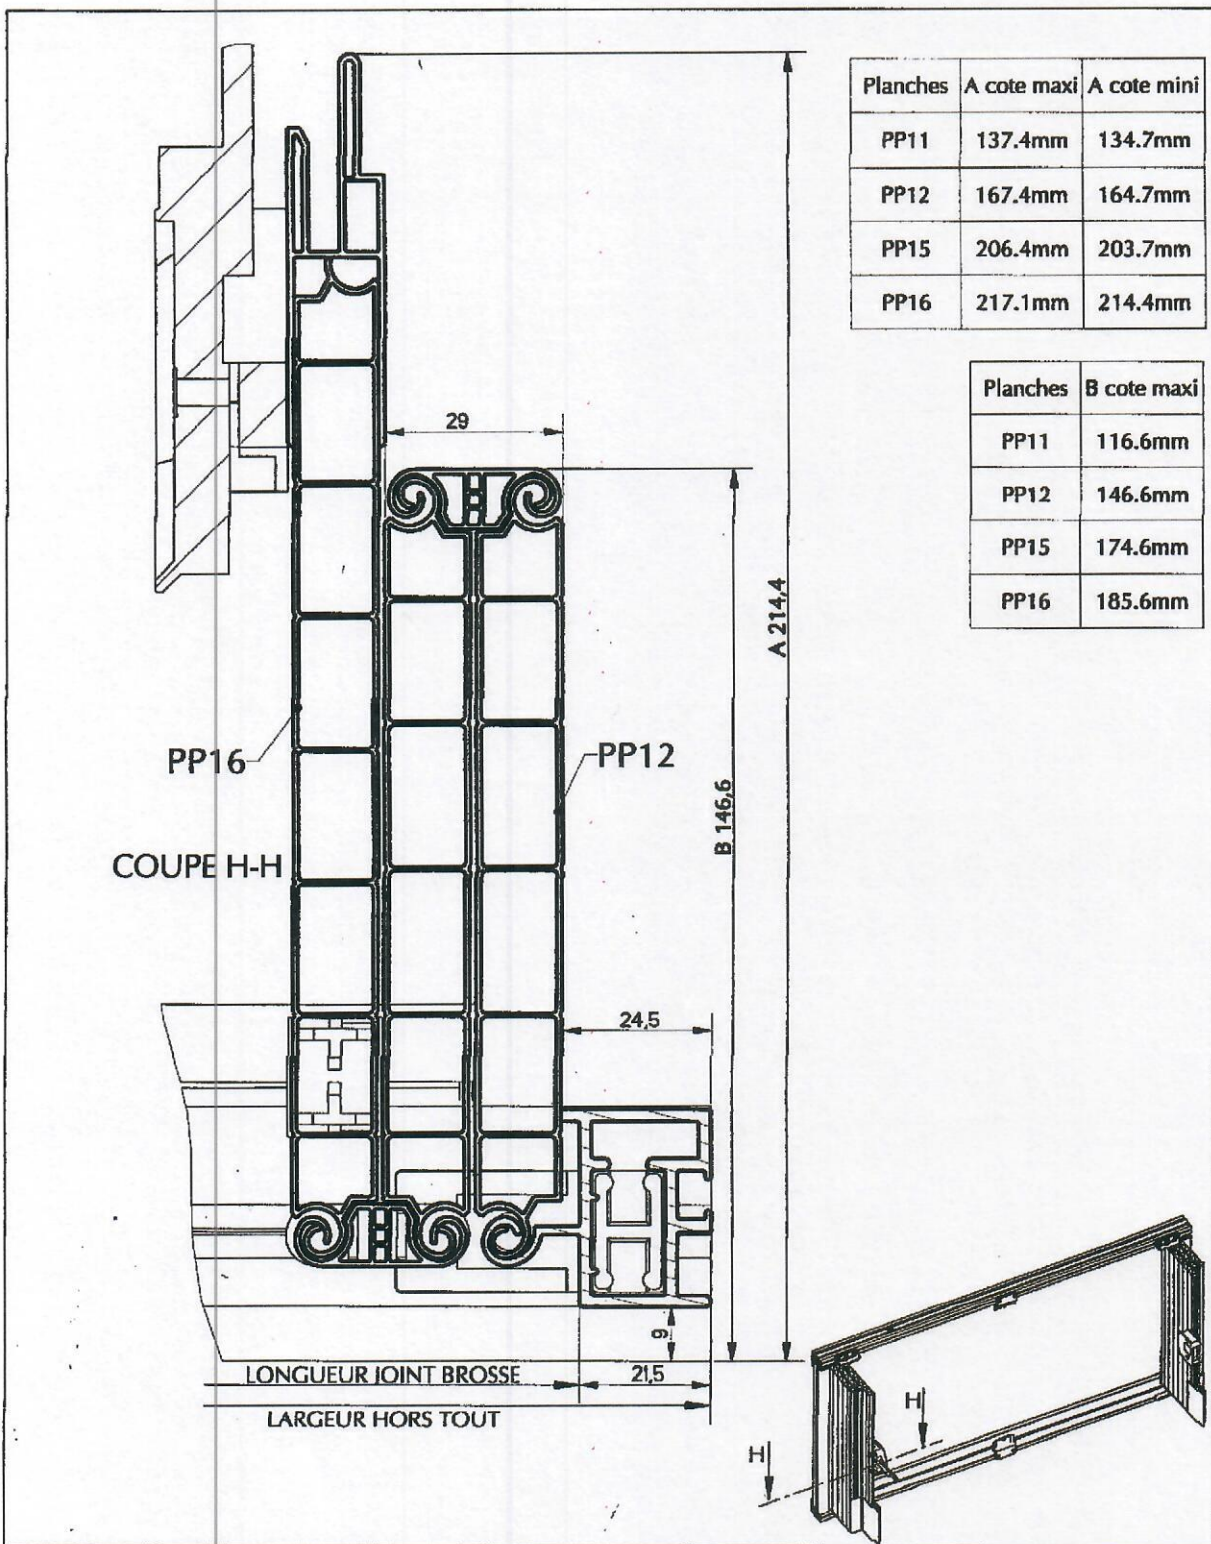 Planches A cote maxi A cote mini
PP11 137.4mm 134.7mm
PP12 167.4mm 164.7mm
PP15 206.4mm 203.7mm
PP16 217.1mm 214.4mm
Planches B cote maxi
PP11 116.6mm
PP12 146.6mm
PP15 174.6mm
PP16 185.6mm
29
A 214,4
B 146,6
PP16
PP12
COUPE H-H
24,5
9
LONGUEUR JOINT BROSSE
21,5
LARGEUR HORS TOUT
H
H